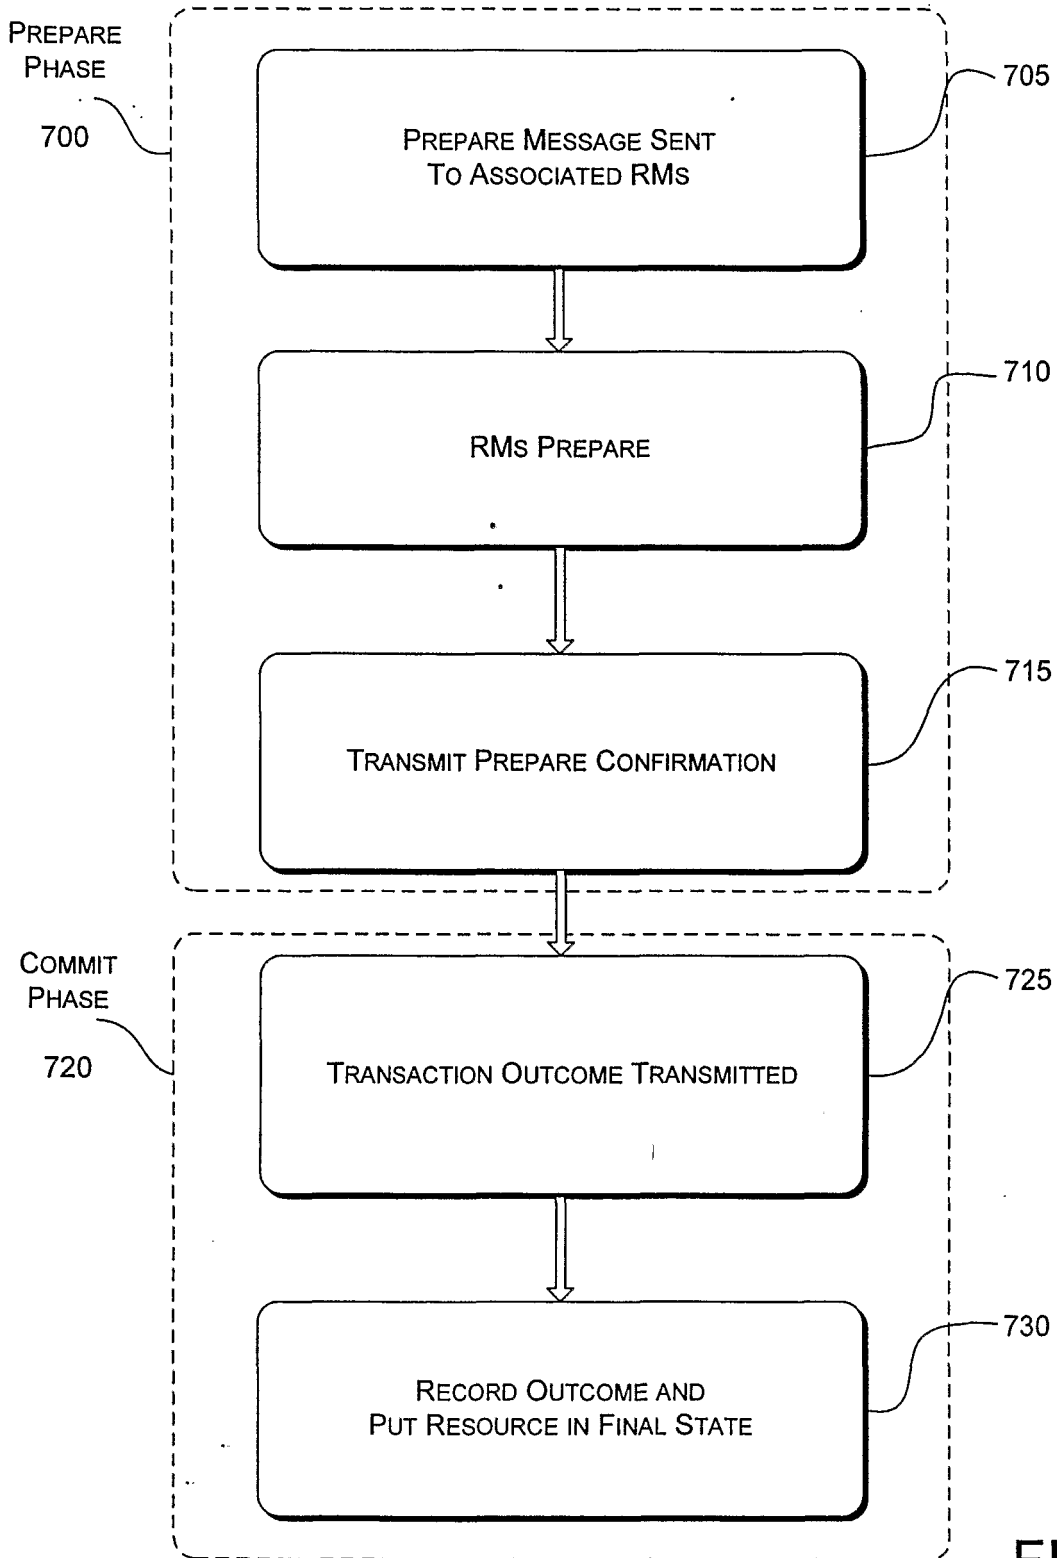 PREPARE
PHASE
700
705
PREPARE MESSAGE SENT
TO ASSOCIATED RMS
710
RMS PREPARE
715
TRANSMIT PREPARE CONFIRMATION
COMMIT
PHASE
720
725
TRANSACTION OUTCOME TRANSMITTED
730
RECORD OUTCOME AND
PUT RESOURCE IN FINAL STATE